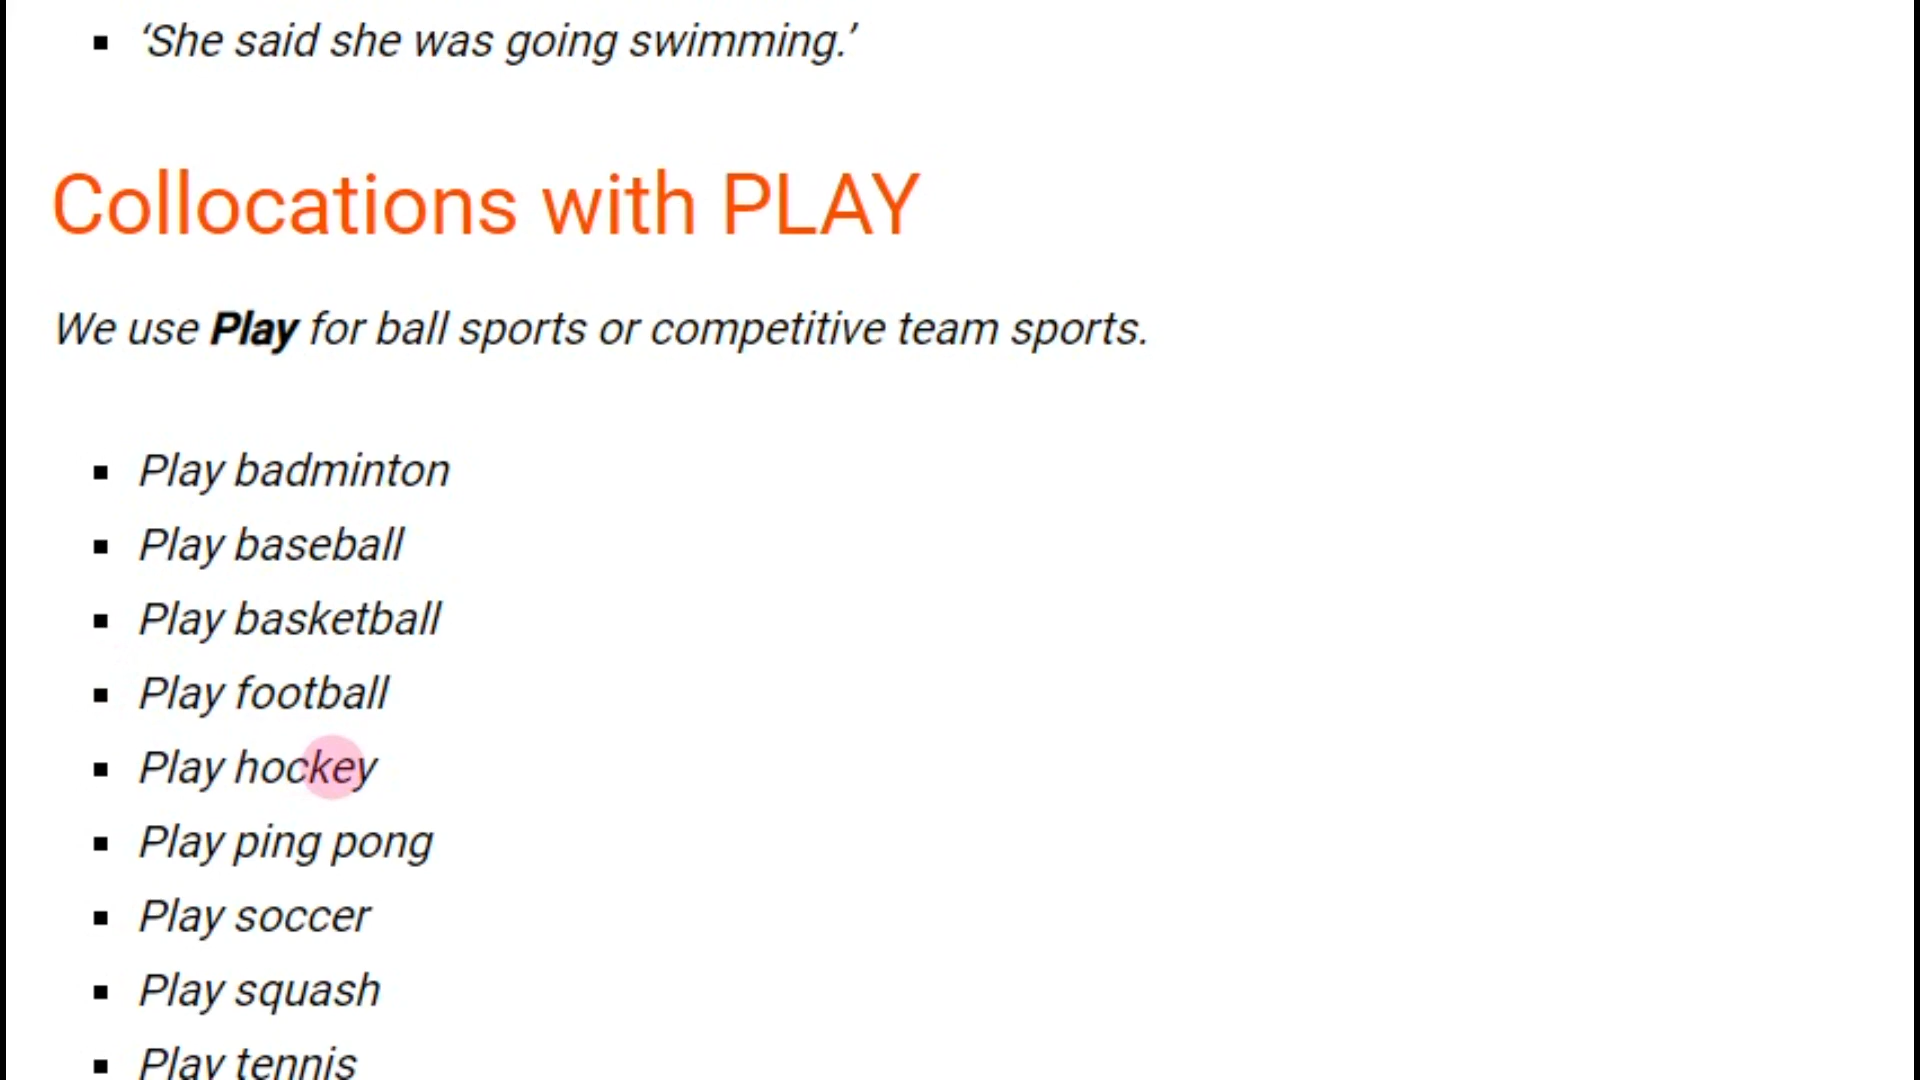 ‘She said she was going swimming.’
Collocations with PLAY
We use Play for ball sports or competitive team sports.
Play badminton
Play baseball
Play basketball
Play football
Play hockey
Play ping pong
Play soccer
Play squash
Play tennis